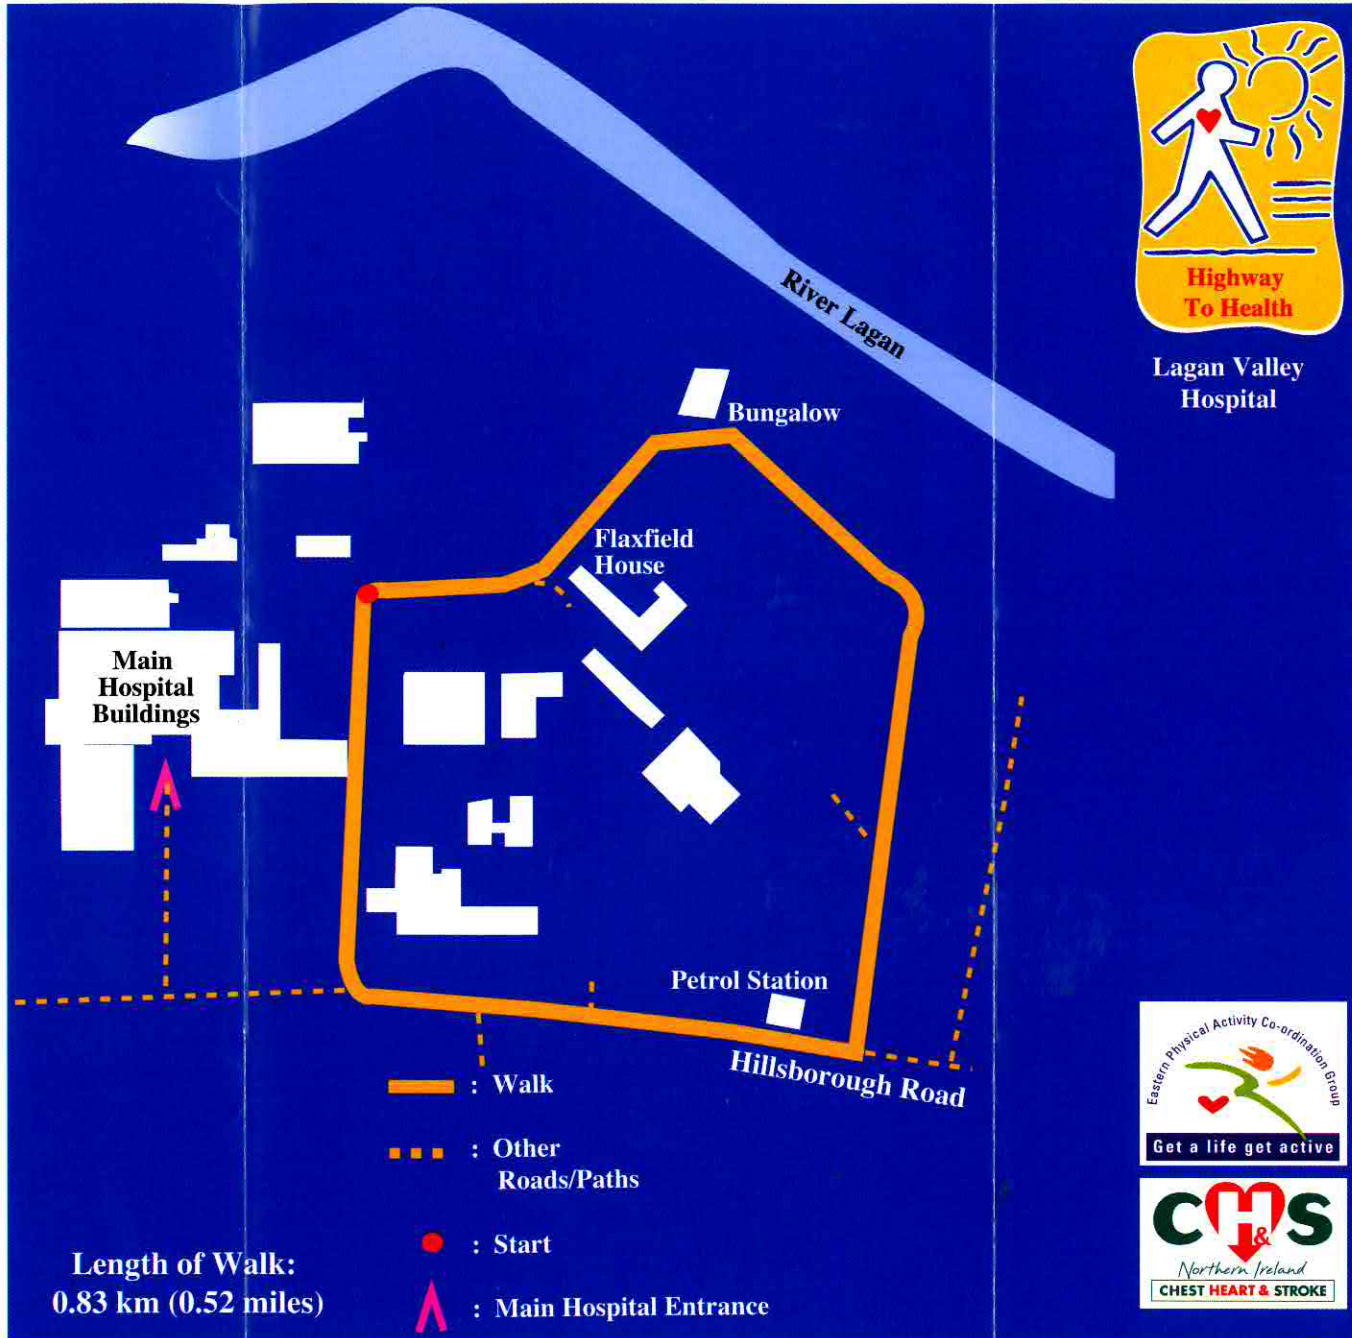 Highway
To Health
Lagan Valley
Hospital
River Lagan
Bungalow
Flaxfield
House
Main
Hospital
Buildings
Petrol Station
Hillsborough Road
: Walk
: Other
Roads/Paths
: Start
: Main Hospital Entrance
Length of Walk:
0.83 km (0.52 miles)
Eastern Physical Activity Co-ordination Group
Get a life get active
CH&S
Northern Ireland
CHEST HEART & STROKE